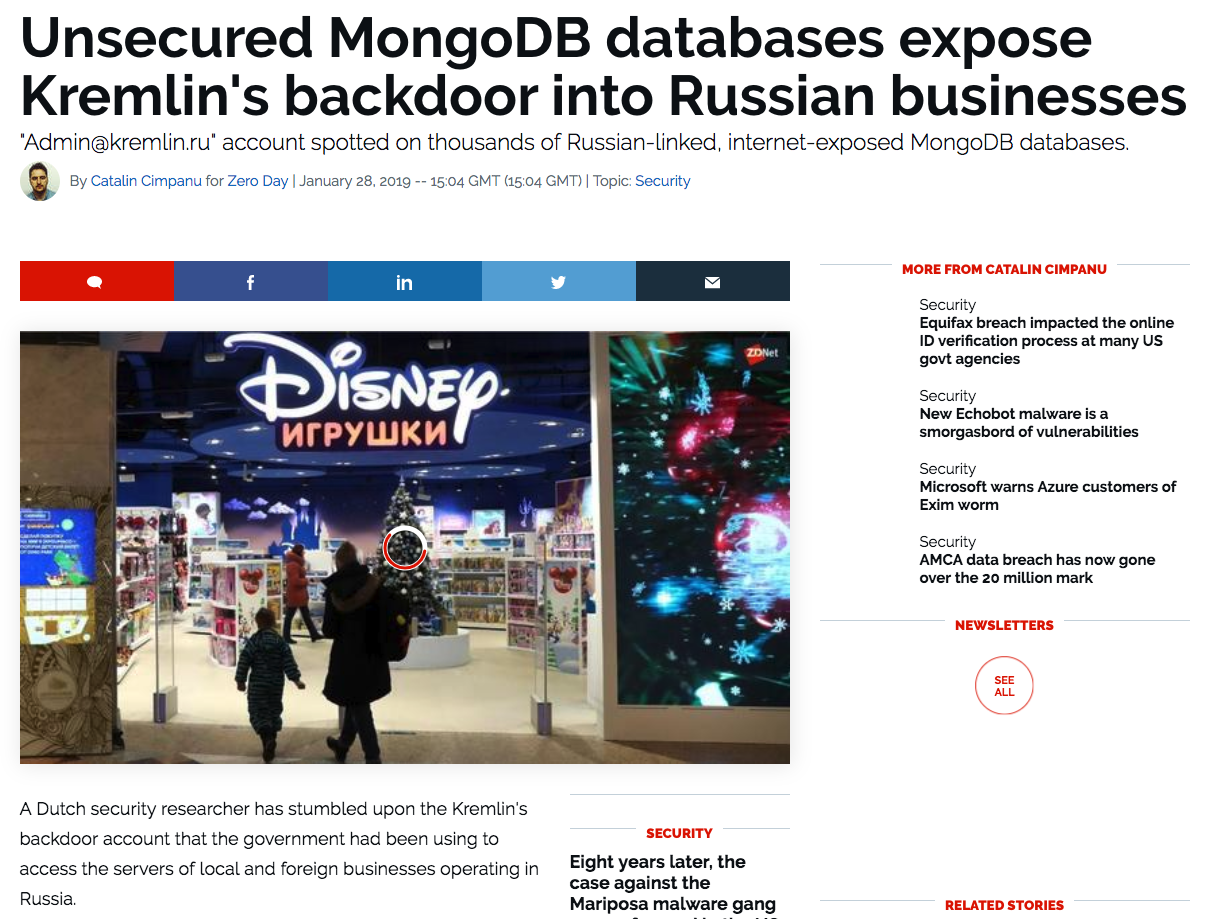 Unsecured MongoDB databases expose
Kremlin's backdoor into Russian businesses
"Admin@kremlin.ru" account spotted on thousands of Russian-linked, internet-exposed MongoDB databases.
By Catalin Cimpanu for Zero Day | January 28, 2019 -- 15:04 GMT (15:04 GMT) | Topic: Security
f
in
ZDNet
DISNEY
ИГРУШКИ
A Dutch security researcher has stumbled upon the Kremlin's
backdoor account that the government had been using to
access the servers of local and foreign businesses operating in
Russia.
SECURITY
Eight years later, the
case against the
Mariposa malware gang
MORE FROM CATALIN CIMPANU
Security
Equifax breach impacted the online
ID verification process at many US
govt agencies
Security
New Echobot malware is a
smorgasbord of vulnerabilities
Security
Microsoft warns Azure customers of
Exim worm
Security
AMCA data breach has now gone
over the 20 million mark
NEWSLETTERS
SEE
ALL
RELATED STORIES